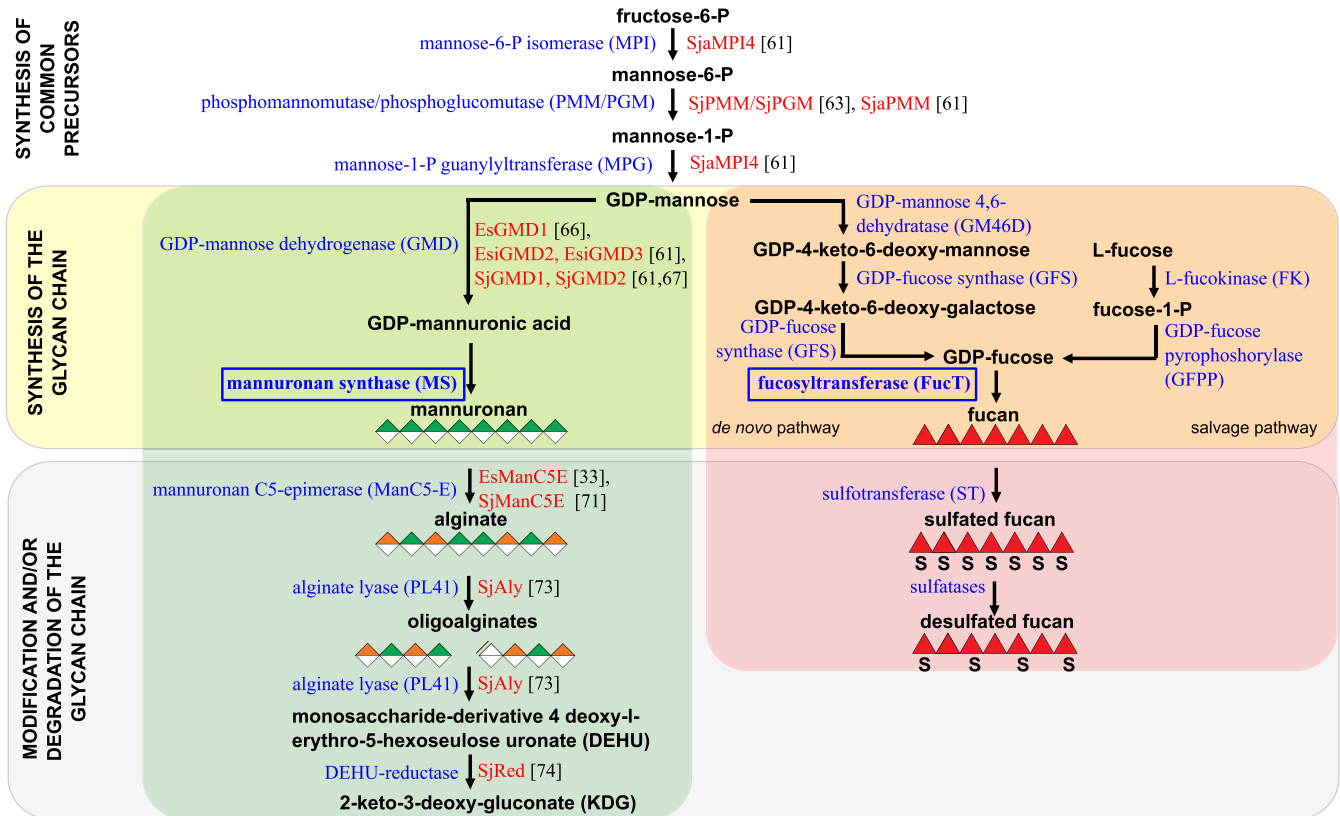 SYNTHESIS OF
COMMON
PRECURSORS
fructose-6-P
mannose-6-P isomerase (MPI) SjaMPI4 [61]
mannose-6-P
phosphomannomutase/phosphoglucomutase (PMM/PGM) SjPMM/SjPGM [63], SjaPMM [61]
mannose-1-P
mannose-1-P guanylyltransferase (MPG) SjaMPI4 [61]
SYNTHESIS OF THE
GLYCAN CHAIN
GDP-mannose
GDP-mannose dehydrogenase (GMD)
EsGMD1 [66],
EsiGMD2, EsiGMD3 [61],
SjGMD1, SjGMD2 [61,67]
GDP-mannuronic acid
mannuronan synthase (MS)
mannuronan
GDP-mannose 4,6-
dehydratase (GM46D)
GDP-4-keto-6-deoxy-mannose
GDP-fucose synthase (GFS)
GDP-4-keto-6-deoxy-galactose
GDP-fucose
synthase (GFS)
L-fucose
L-fucokinase (FK)
fucose-1-P
GDP-fucose
pyrophoshorylase
(GFPP)
GDP-fucose
fucosyltransferase (FucT)
fucan
de novo pathway
salvage pathway
MODIFICATION AND/OR
DEGRADATION OF THE
GLYCAN CHAIN
mannuronan C5-epimerase (ManC5-E)
EsManC5E [33],
SjManC5E [71]
alginate
alginate lyase (PL41) SjAly [73]
oligoalginates
alginate lyase (PL41) SjAly [73]
monosaccharide-derivative 4 deoxy-l-
erythro-5-hexoseulose uronate (DEHU)
DEHU-reductase SjRed [74]
2-keto-3-deoxy-gluconate (KDG)
sulfotransferase (ST)
sulfated fucan
S S S S S S S
sulfatases
desulfated fucan
S S S S